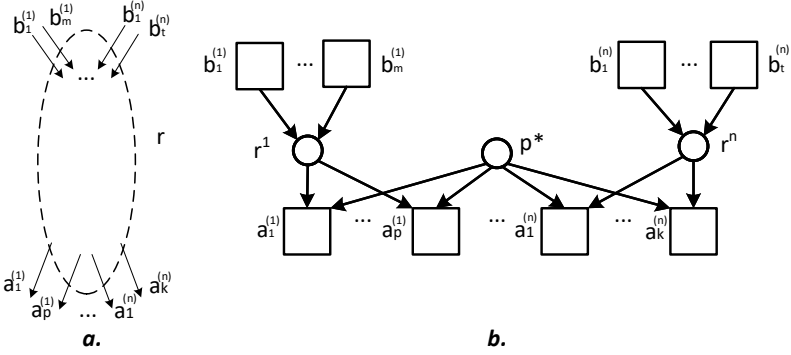 b₁⁽¹⁾ bₘ⁽¹⁾ b₁⁽ⁿ⁾ bₜ⁽ⁿ⁾
...
r
a₁⁽¹⁾ aₚ⁽¹⁾ ... a₁⁽ⁿ⁾ aₖ⁽ⁿ⁾
a.
b₁⁽¹⁾ ... bₘ⁽¹⁾ b₁⁽ⁿ⁾ ... bₜ⁽ⁿ⁾
r¹ p* rⁿ
a₁⁽¹⁾ ... aₚ⁽¹⁾ ... a₁⁽ⁿ⁾ ... aₖ⁽ⁿ⁾
b.